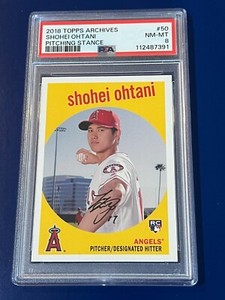 2018 TOPPS ARCHIVES #50
SHOHEI OHTANI NM-MT
PITCHING STANCE 8
PSA 112487391
shohei ohtani
17
RC
A
ANGELS®
PITCHER/DESIGNATED HITTER